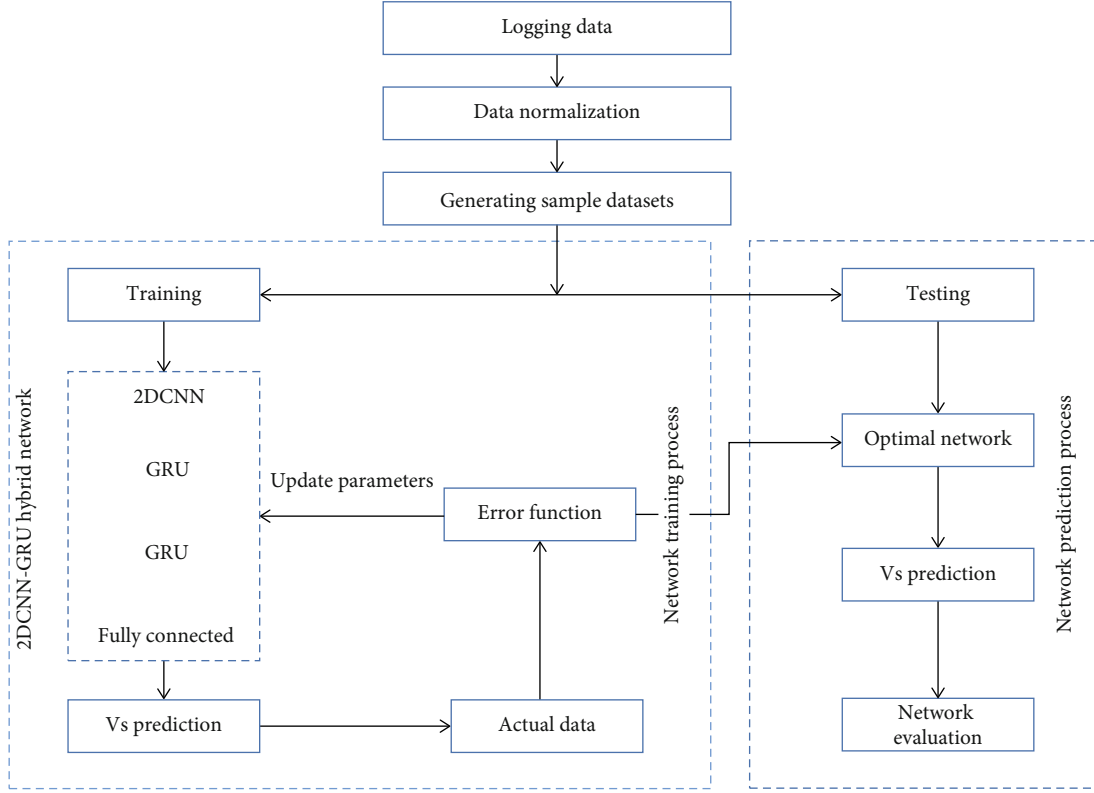 Logging data
Data normalization
Generating sample datasets
Training
Testing
2DCNN-GRU hybrid network
2DCNN
GRU
GRU
Fully connected
Update parameters
Error function
Network training process
Optimal network
Vs prediction
Network prediction process
Vs prediction
Actual data
Network
evaluation